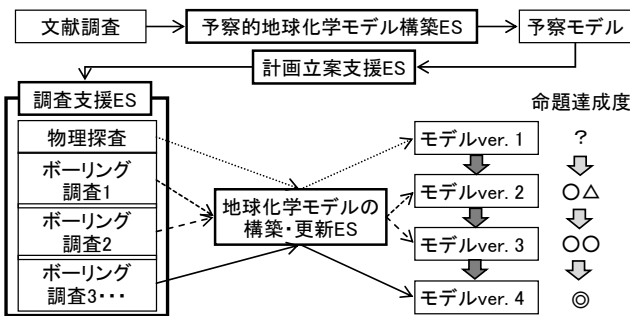 文献調査
予察的地球化学モデル構築ES
予察モデル
計画立案支援ES
調査支援ES
命題達成度
物理探査
モデルver. 1
?
ボーリング
調査1
モデルver. 2
○△
地球化学モデルの
構築・更新ES
ボーリング
調査2
モデルver. 3
○○
ボーリング
調査3・・・
モデルver. 4
◎